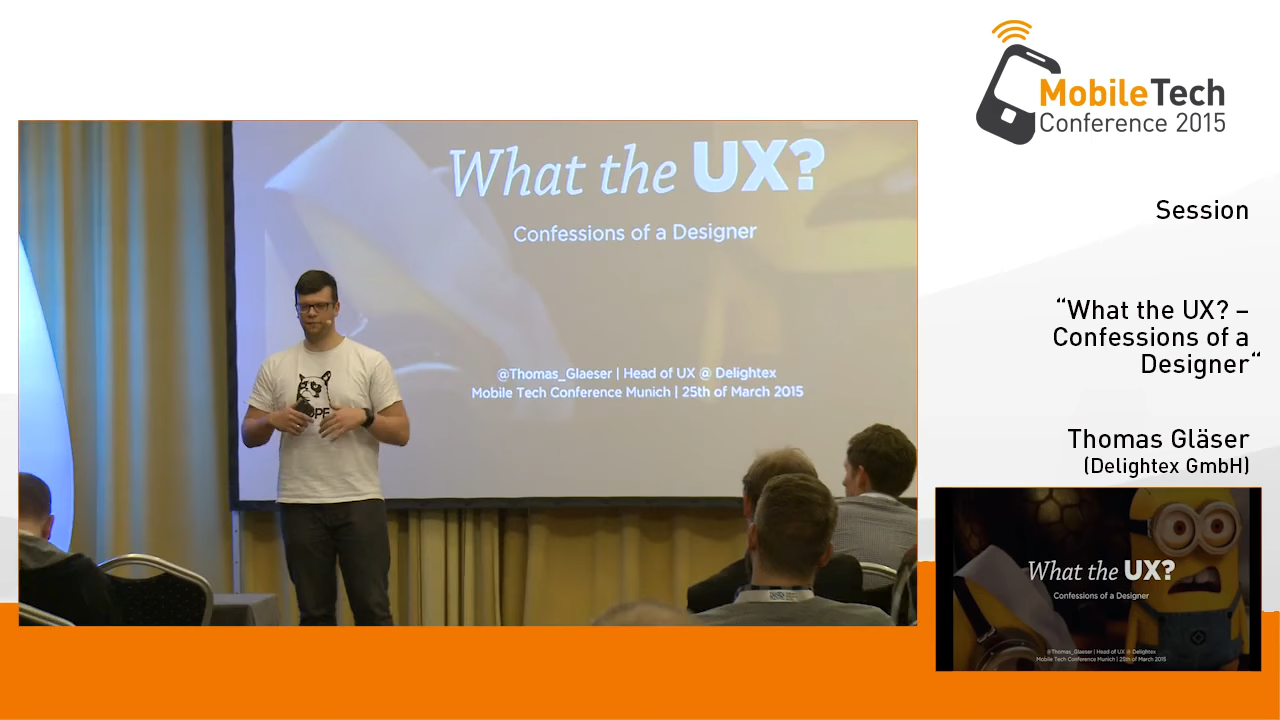 MobileTech
Conference 2015
Session
“What the UX? –
Confessions of a
Designer“
Thomas Gläser
(Delightex GmbH)
What the UX?
Confessions of a Designer
@Thomas_Glaeser | Head of UX @ Delightex
Mobile Tech Conference Munich | 25th of March 2015
What the UX?
Confessions of a Designer
@Thomas_Glaeser | Head of UX @ Delightex
Mobile Tech Conference Munich | 25th of March 2015